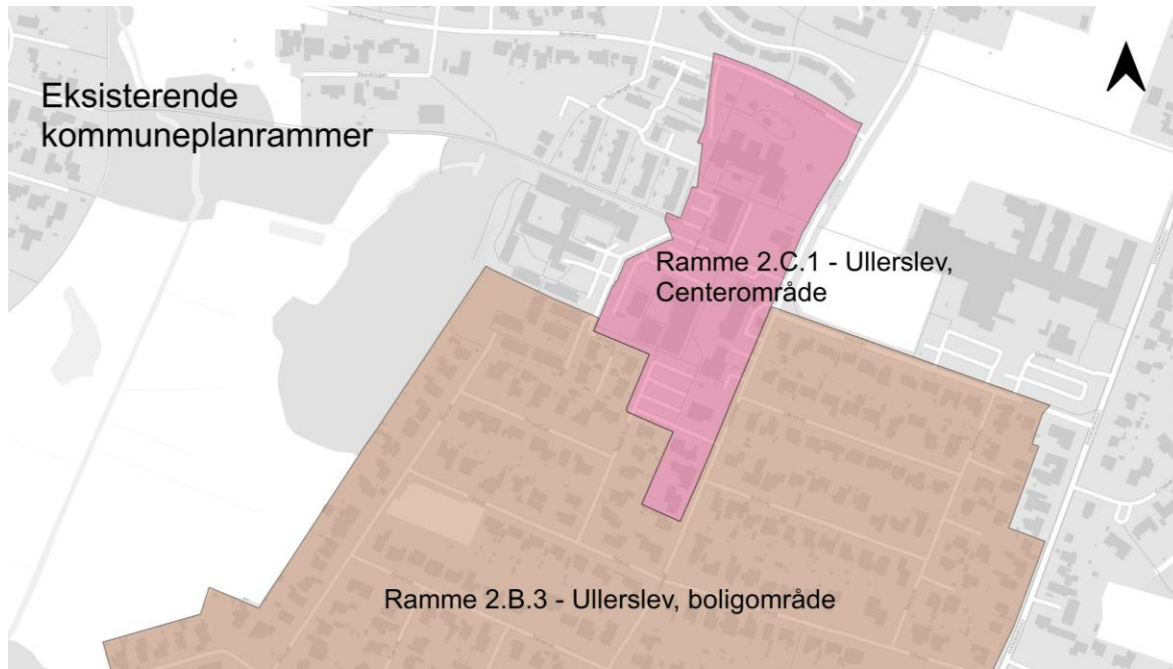 Eksisterende
kommuneplanrammer
Ramme 2.C.1 - Ullerslev,
Centerområde
Ramme 2.B.3 - Ullerslev, boligområde